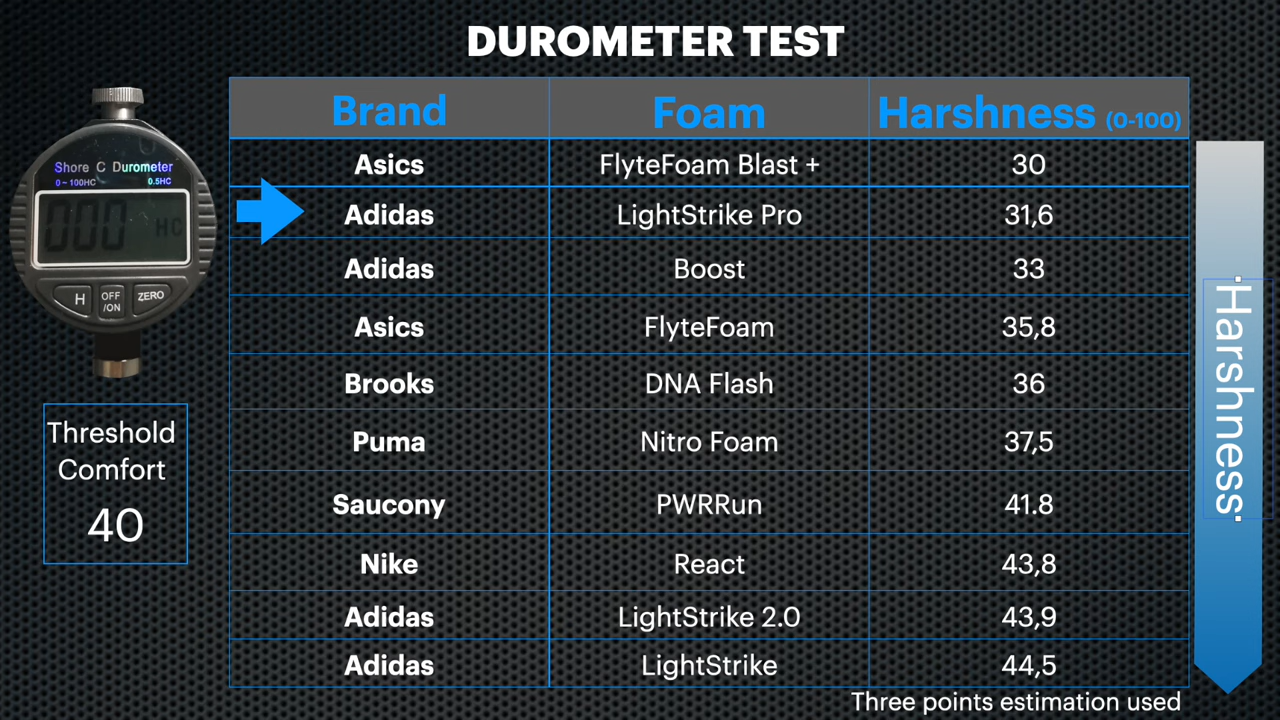 DUROMETER TEST
Brand Foam Harshness (0-100)
Asics FlyteFoam Blast + 30
Adidas LightStrike Pro 31,6
Adidas Boost 33
Asics FlyteFoam 35,8
Brooks DNA Flash 36
Puma Nitro Foam 37,5
Saucony PWRRun 41.8
Nike React 43,8
Adidas LightStrike 2.0 43,9
Adidas LightStrike 44,5
Three points estimation used
Shore C Durometer
0~100HC 0.5HC
000 HC
H OFF /ON ZERO
Threshold
Comfort
40
Harshness